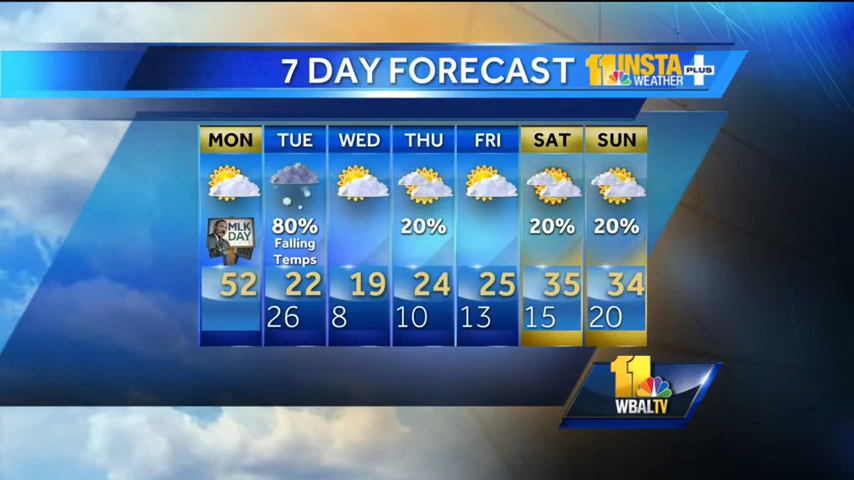 7 DAY FORECAST 11 INSTA WEATHER PLUS
MON TUE WED THU FRI SAT SUN
MLK DAY
80% 20% 20% 20%
Falling
Temps
52 22 19 24 25 35 34
26 8 10 13 15 20
11
WBALTV